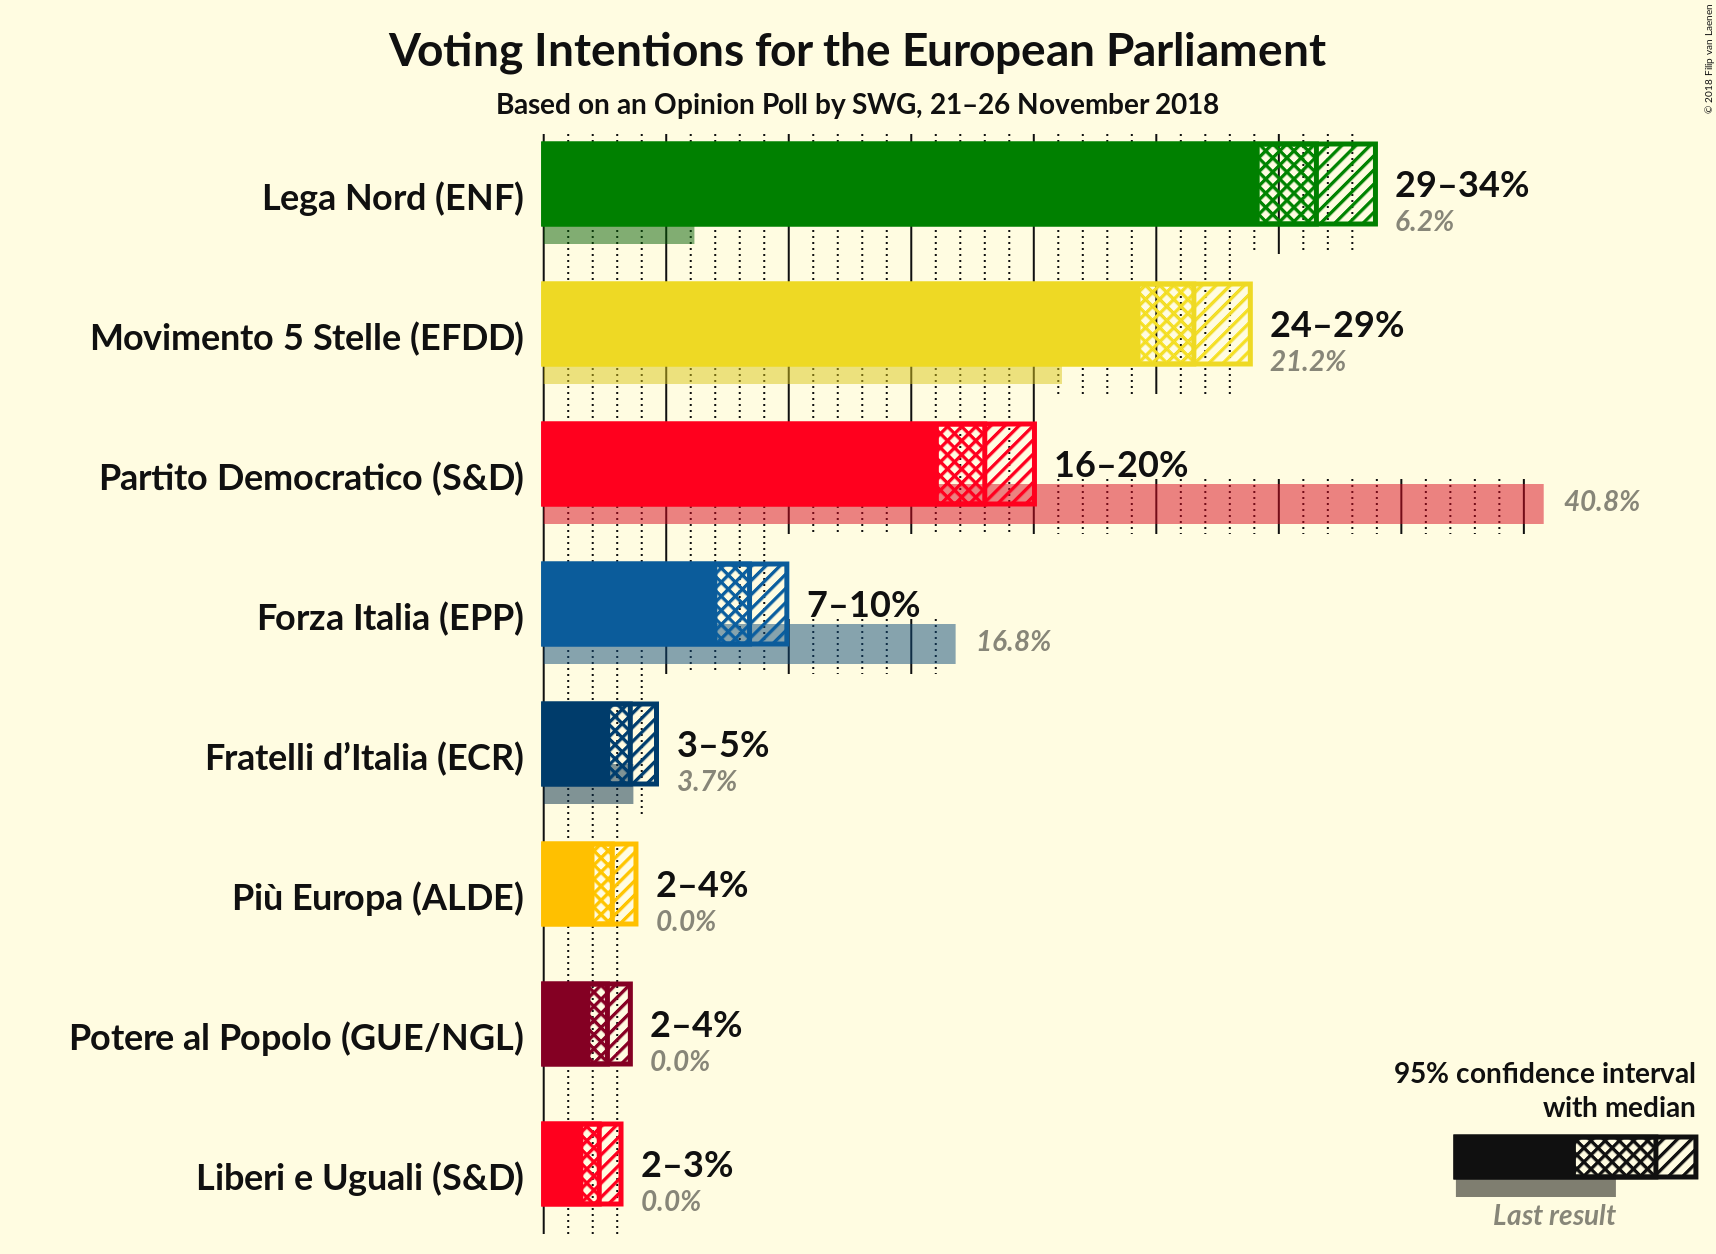 Voting Intentions for the European Parliament
Based on an Opinion Poll by SWG, 21–26 November 2018
© 2018 Filip van Laenen
Lega Nord (ENF)
29–34%
6.2%
Movimento 5 Stelle (EFDD)
24–29%
21.2%
Partito Democratico (S&D)
16–20%
40.8%
Forza Italia (EPP)
7–10%
16.8%
Fratelli d’Italia (ECR)
3–5%
3.7%
Più Europa (ALDE)
2–4%
0.0%
Potere al Popolo (GUE/NGL)
2–4%
0.0%
Liberi e Uguali (S&D)
2–3%
0.0%
95% confidence interval
with median
Last result